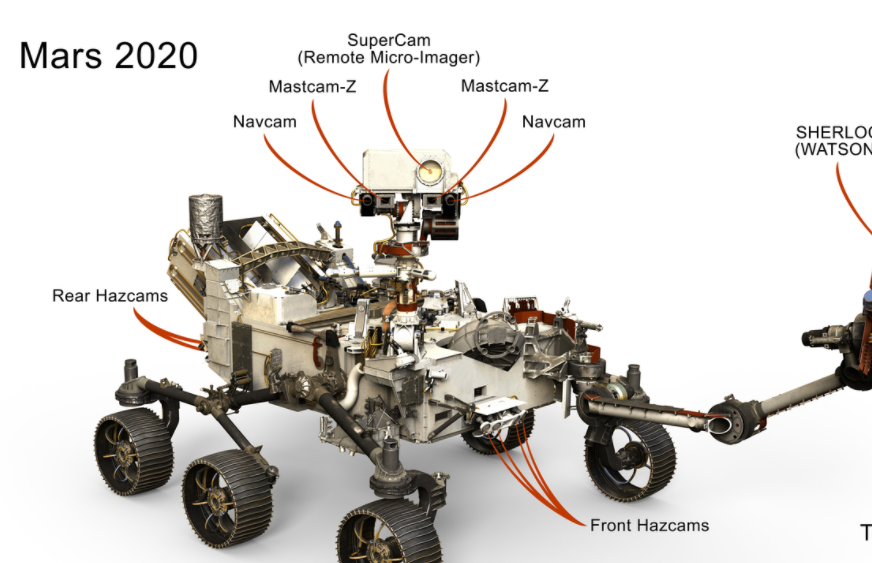 Mars 2020
SuperCam
(Remote Micro-Imager)
Mastcam-Z
Mastcam-Z
Navcam
Navcam
Rear Hazcams
Front Hazcams